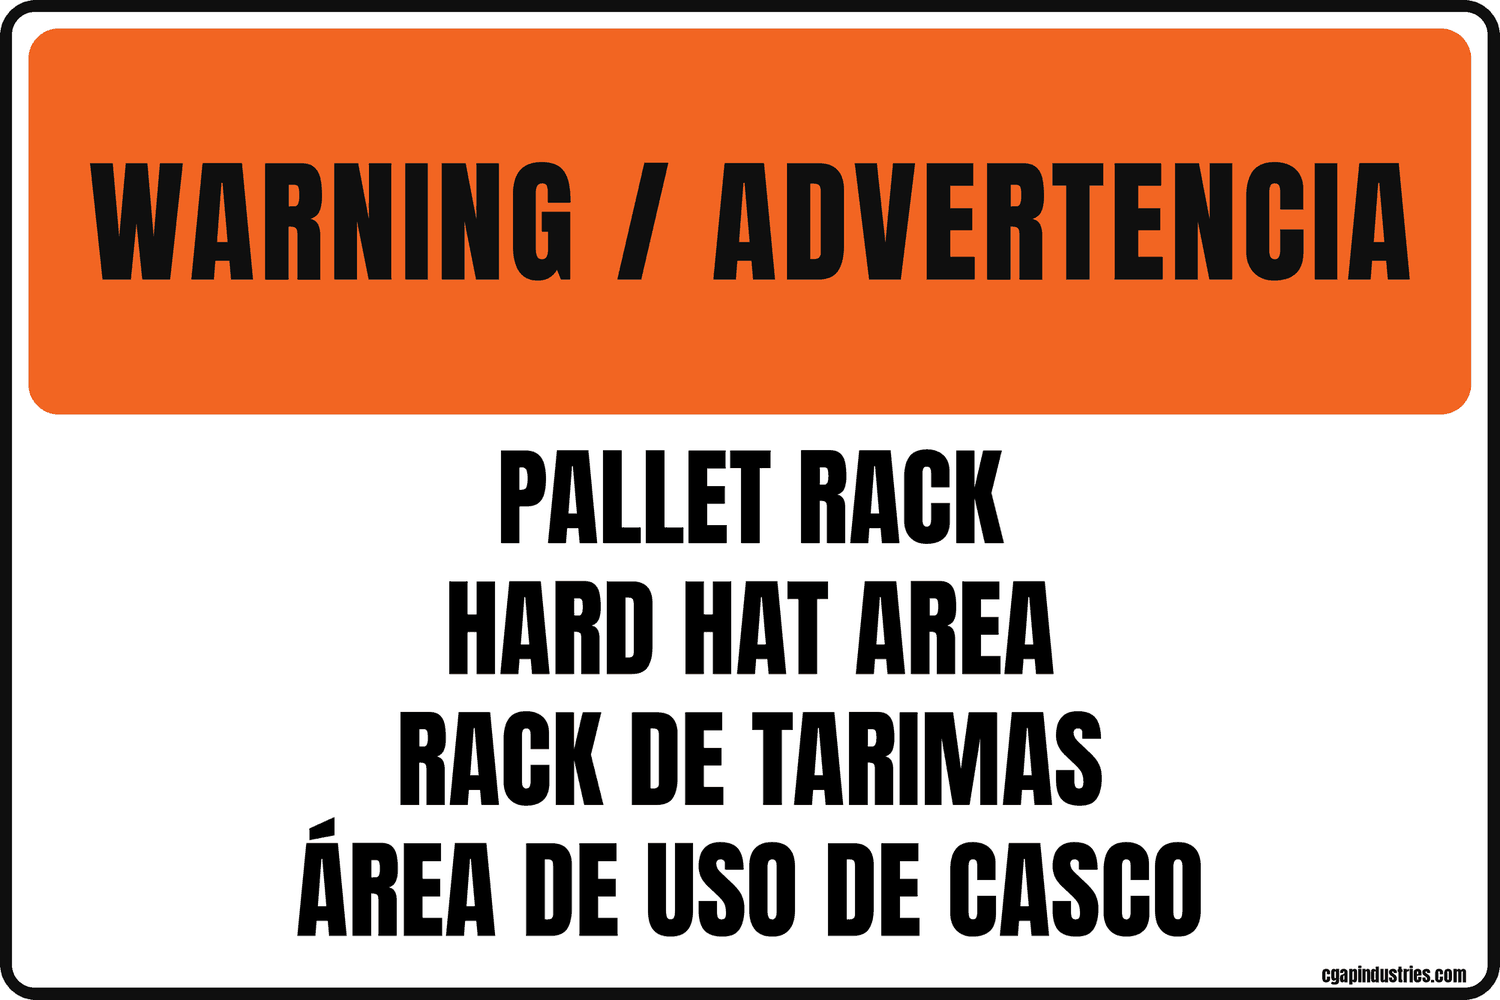 WARNING / ADVERTENCIA
PALLET RACK
HARD HAT AREA
RACK DE TARIMAS
ÁREA DE USO DE CASCO
cgapindustries.com